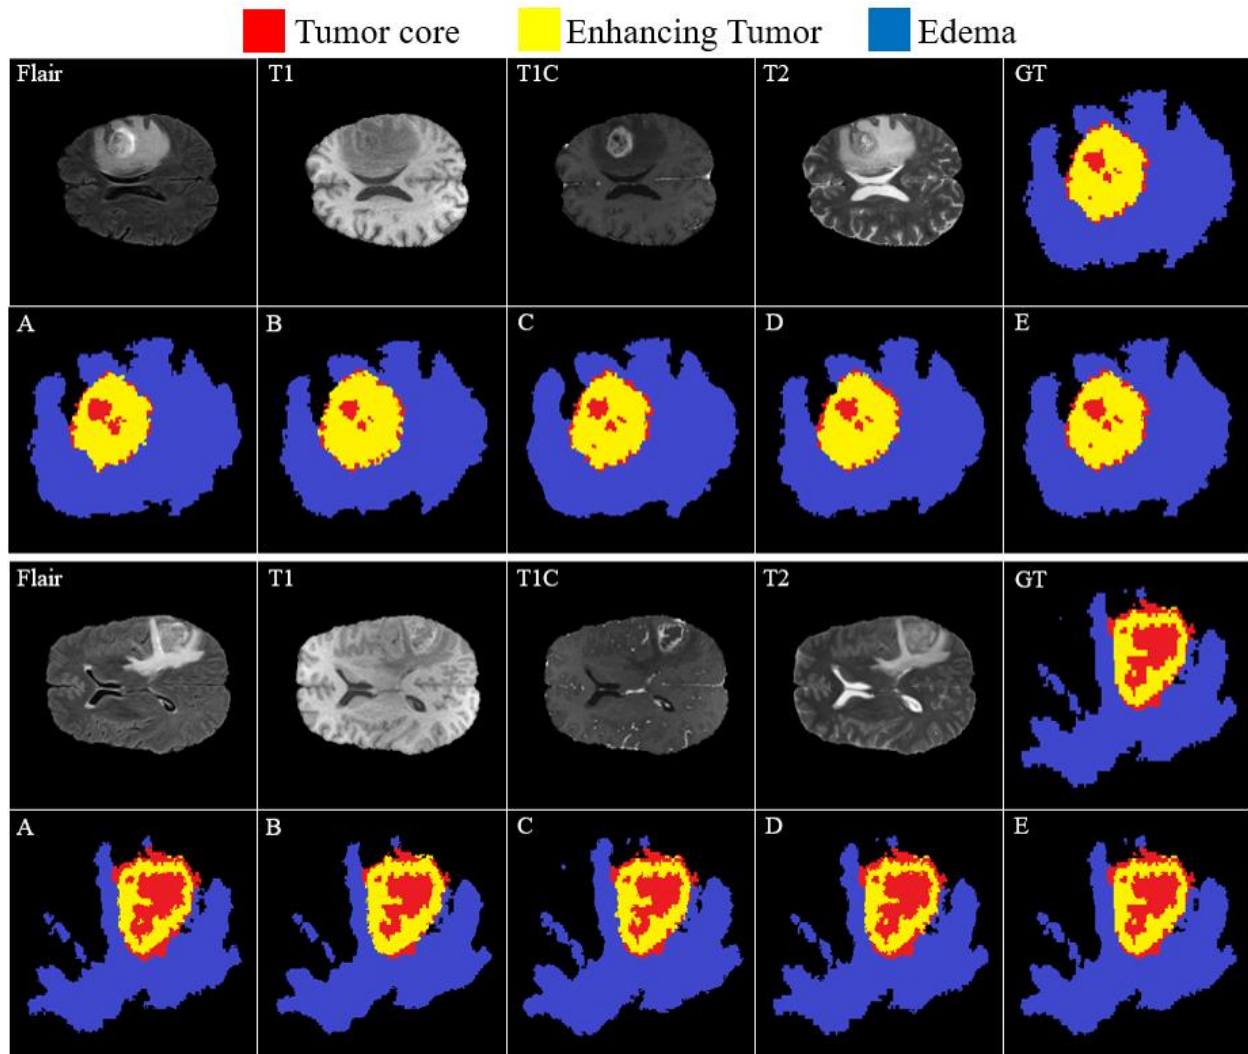 Tumor core Enhancing Tumor Edema
Flair T1 T1C T2 GT
A B C D E
Flair T1 T1C T2 GT
A B C D E